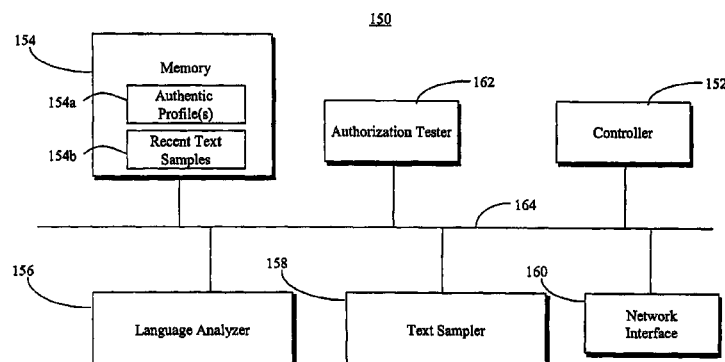 150
154
Memory
154a
Authentic
Profile(s)
154b
Recent Text
Samples
162
Authorization Tester
152
Controller
164
156
Language Analyzer
158
Text Sampler
160
Network
Interface